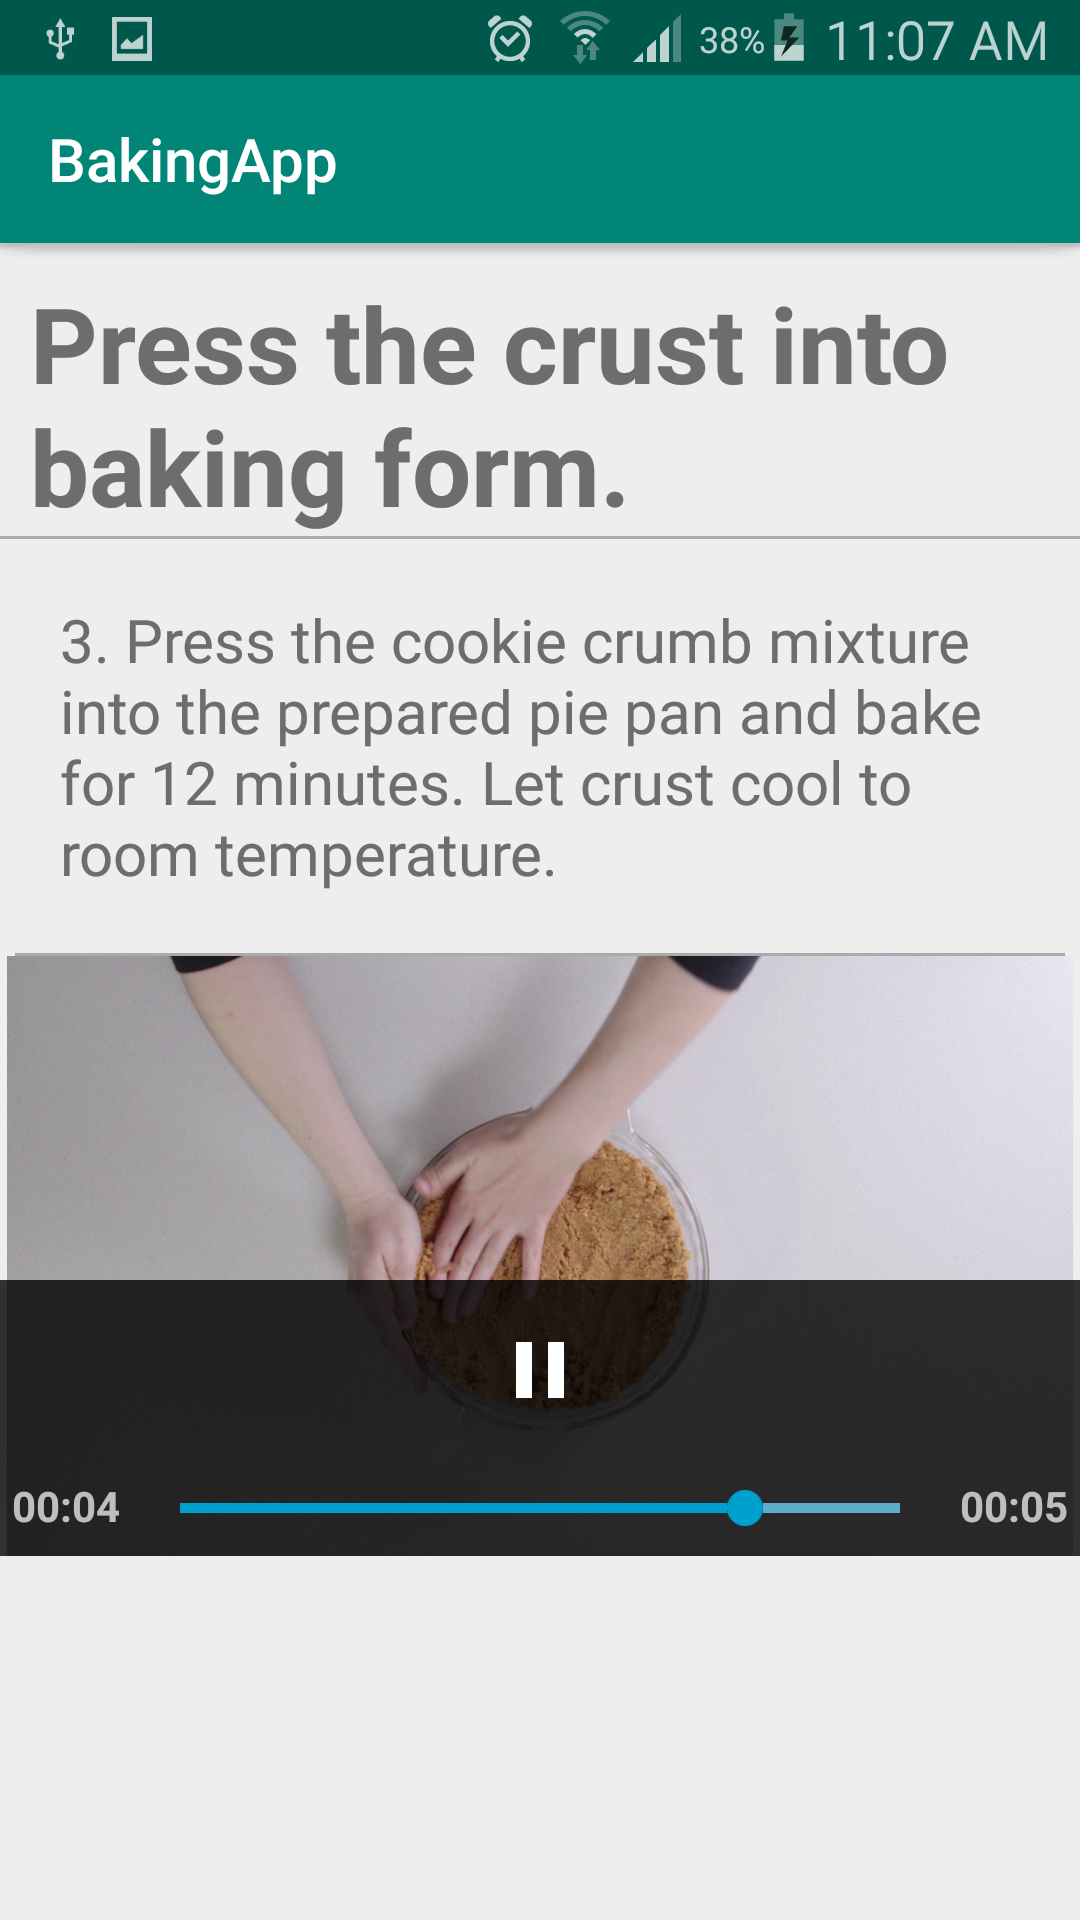 38% 11:07 AM
BakingApp
Press the crust into
baking form.
3. Press the cookie crumb mixture
into the prepared pie pan and bake
for 12 minutes. Let crust cool to
room temperature.
00:04 00:05